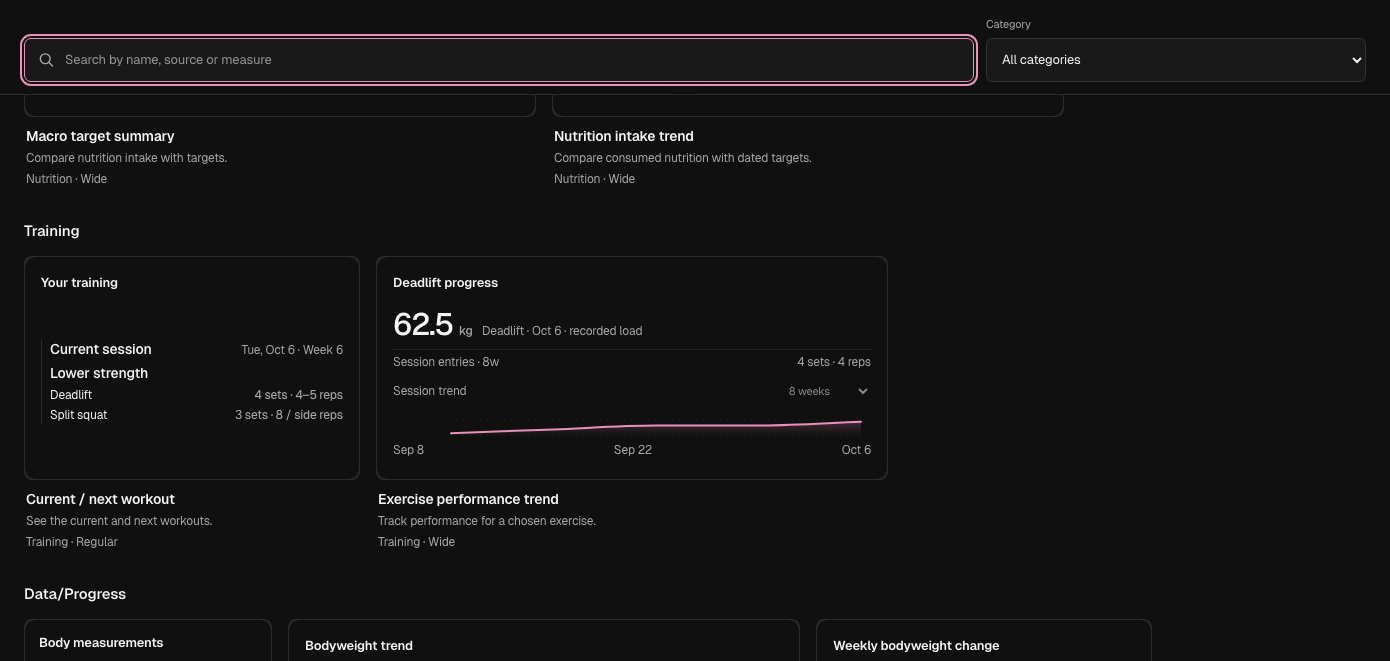 Category
Search by name, source or measure
All categories
Macro target summary
Compare nutrition intake with targets.
Nutrition · Wide
Nutrition intake trend
Compare consumed nutrition with dated targets.
Nutrition · Wide
Training
Your training
Current session
Tue, Oct 6 · Week 6
Lower strength
Deadlift
4 sets · 4–5 reps
Split squat
3 sets · 8 / side reps
Current / next workout
See the current and next workouts.
Training · Regular
Deadlift progress
62.5 kg Deadlift · Oct 6 · recorded load
Session entries · 8w
4 sets · 4 reps
Session trend
8 weeks
Sep 8
Sep 22
Oct 6
Exercise performance trend
Track performance for a chosen exercise.
Training · Wide
Data/Progress
Body measurements
Bodyweight trend
Weekly bodyweight change